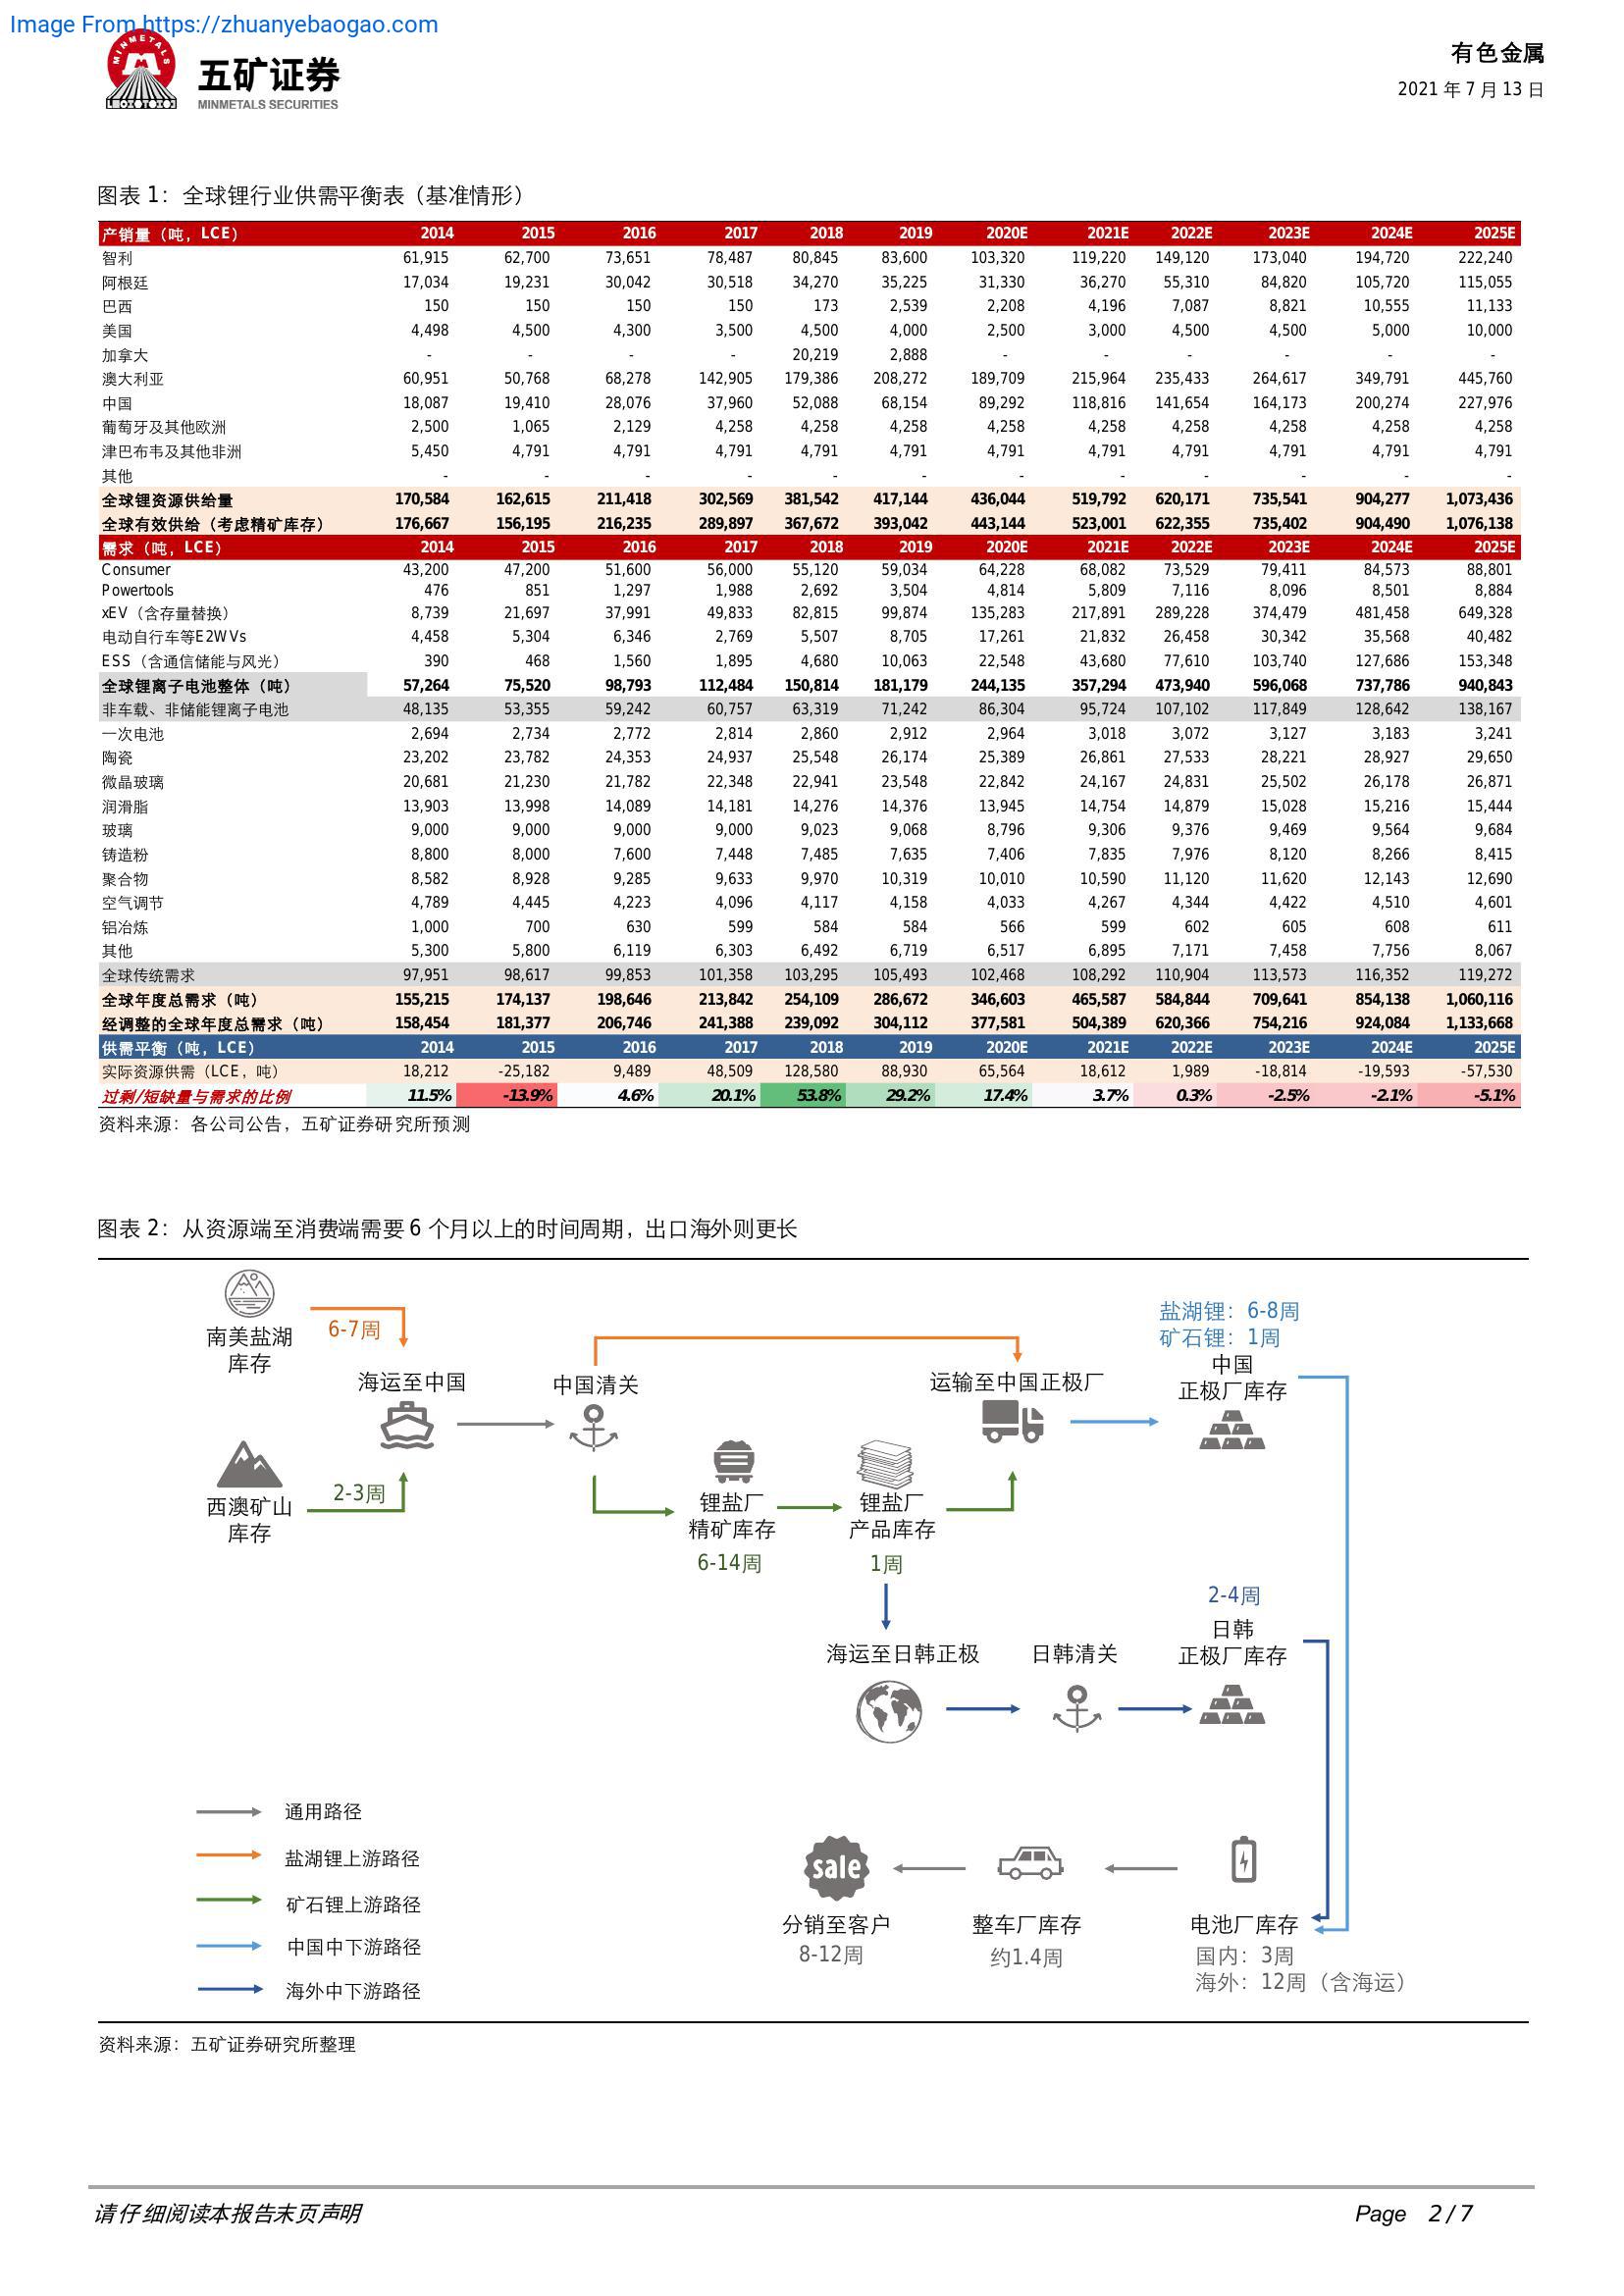 Image From https://zhuanyebaogao.com
MINMETALS
五矿证券
MINMETALS SECURITIES
有色金属
2021 年 7 月 13 日
图表 1：全球锂行业供需平衡表（基准情形）
产销量（吨，LCE） 2014 2015 2016 2017 2018 2019 2020E 2021E 2022E 2023E 2024E 2025E
智利 61,915 62,700 73,651 78,487 80,845 83,600 103,320 119,220 149,120 173,040 194,720 222,240
阿根廷 17,034 19,231 30,042 30,518 34,270 35,225 31,330 36,270 55,310 84,820 105,720 115,055
巴西 150 150 150 150 173 2,539 2,208 4,196 7,087 8,821 10,555 11,133
美国 4,498 4,500 4,300 3,500 4,500 4,000 2,500 3,000 4,500 4,500 5,000 10,000
加拿大 - - - - 20,219 2,888 - - - - - -
澳大利亚 60,951 50,768 68,278 142,905 179,386 208,272 189,709 215,964 235,433 264,617 349,791 445,760
中国 18,087 19,410 28,076 37,960 52,088 68,154 89,292 118,816 141,654 164,173 200,274 227,976
葡萄牙及其他欧洲 2,500 1,065 2,129 4,258 4,258 4,258 4,258 4,258 4,258 4,258 4,258 4,258
津巴布韦及其他非洲 5,450 4,791 4,791 4,791 4,791 4,791 4,791 4,791 4,791 4,791 4,791 4,791
其他 - - - - - - - - - - - -
全球锂资源供给量 170,584 162,615 211,418 302,569 381,542 417,144 436,044 519,792 620,171 735,541 904,277 1,073,436
全球有效供给（考虑精矿库存） 176,667 156,195 216,235 289,897 367,672 393,042 443,144 523,001 622,355 735,402 904,490 1,076,138
需求（吨，LCE） 2014 2015 2016 2017 2018 2019 2020E 2021E 2022E 2023E 2024E 2025E
Consumer 43,200 47,200 51,600 56,000 55,120 59,034 64,228 68,082 73,529 79,411 84,573 88,801
Powertools 476 851 1,297 1,988 2,692 3,504 4,814 5,809 7,116 8,096 8,501 8,884
xEV（含存量替换） 8,739 21,697 37,991 49,833 82,815 99,874 135,283 217,891 289,228 374,479 481,458 649,328
电动自行车等E2WVs 4,458 5,304 6,346 2,769 5,507 8,705 17,261 21,832 26,458 30,342 35,568 40,482
ESS（含通信储能与风光） 390 468 1,560 1,895 4,680 10,063 22,548 43,680 77,610 103,740 127,686 153,348
全球锂离子电池整体（吨） 57,264 75,520 98,793 112,484 150,814 181,179 244,135 357,294 473,940 596,068 737,786 940,843
非车载、非储能锂离子电池 48,135 53,355 59,242 60,757 63,319 71,242 86,304 95,724 107,102 117,849 128,642 138,167
一次电池 2,694 2,734 2,772 2,814 2,860 2,912 2,964 3,018 3,072 3,127 3,183 3,241
陶瓷 23,202 23,782 24,353 24,937 25,548 26,174 25,389 26,861 27,533 28,221 28,927 29,650
微晶玻璃 20,681 21,230 21,782 22,348 22,941 23,548 22,842 24,167 24,831 25,502 26,178 26,871
润滑脂 13,903 13,998 14,089 14,181 14,276 14,376 13,945 14,754 14,879 15,028 15,216 15,444
玻璃 9,000 9,000 9,000 9,000 9,023 9,068 8,796 9,306 9,376 9,469 9,564 9,684
铸造粉 8,800 8,000 7,600 7,448 7,485 7,635 7,406 7,835 7,976 8,120 8,266 8,415
聚合物 8,582 8,928 9,285 9,633 9,970 10,319 10,010 10,590 11,120 11,620 12,143 12,690
空气调节 4,789 4,445 4,223 4,096 4,117 4,158 4,033 4,267 4,344 4,422 4,510 4,601
铝冶炼 1,000 700 630 599 584 584 566 599 602 605 608 611
其他 5,300 5,800 6,119 6,303 6,492 6,719 6,517 6,895 7,171 7,458 7,756 8,067
全球传统需求 97,951 98,617 99,853 101,358 103,295 105,493 102,468 108,292 110,904 113,573 116,352 119,272
全球年度总需求（吨） 155,215 174,137 198,646 213,842 254,109 286,672 346,603 465,587 584,844 709,641 854,138 1,060,116
经调整的全球年度总需求（吨） 158,454 181,377 206,746 241,388 239,092 304,112 377,581 504,389 620,366 754,216 924,084 1,133,668
供需平衡（吨，LCE） 2014 2015 2016 2017 2018 2019 2020E 2021E 2022E 2023E 2024E 2025E
实际资源供需（LCE，吨） 18,212 -25,182 9,489 48,509 128,580 88,930 65,564 18,612 1,989 -18,814 -19,593 -57,530
过剩/短缺量与需求的比例 11.5% -13.9% 4.6% 20.1% 53.8% 29.2% 17.4% 3.7% 0.3% -2.5% -2.1% -5.1%
资料来源：各公司公告，五矿证券研究所预测
图表 2：从资源端至消费端需要 6 个月以上的时间周期，出口海外则更长
南美盐湖
库存
6-7周
海运至中国
中国清关
运输至中国正极厂
盐湖锂：6-8周
矿石锂：1周
中国
正极厂库存
西澳矿山
库存
2-3周
锂盐厂
精矿库存
6-14周
锂盐厂
产品库存
1周
2-4周
日韩
正极厂库存
海运至日韩正极
日韩清关
通用路径
盐湖锂上游路径
矿石锂上游路径
中国中下游路径
海外中下游路径
sale
分销至客户
8-12周
整车厂库存
约1.4周
电池厂库存
国内：3周
海外：12周（含海运）
资料来源：五矿证券研究所整理
请仔细阅读本报告末页声明
Page 2 / 7